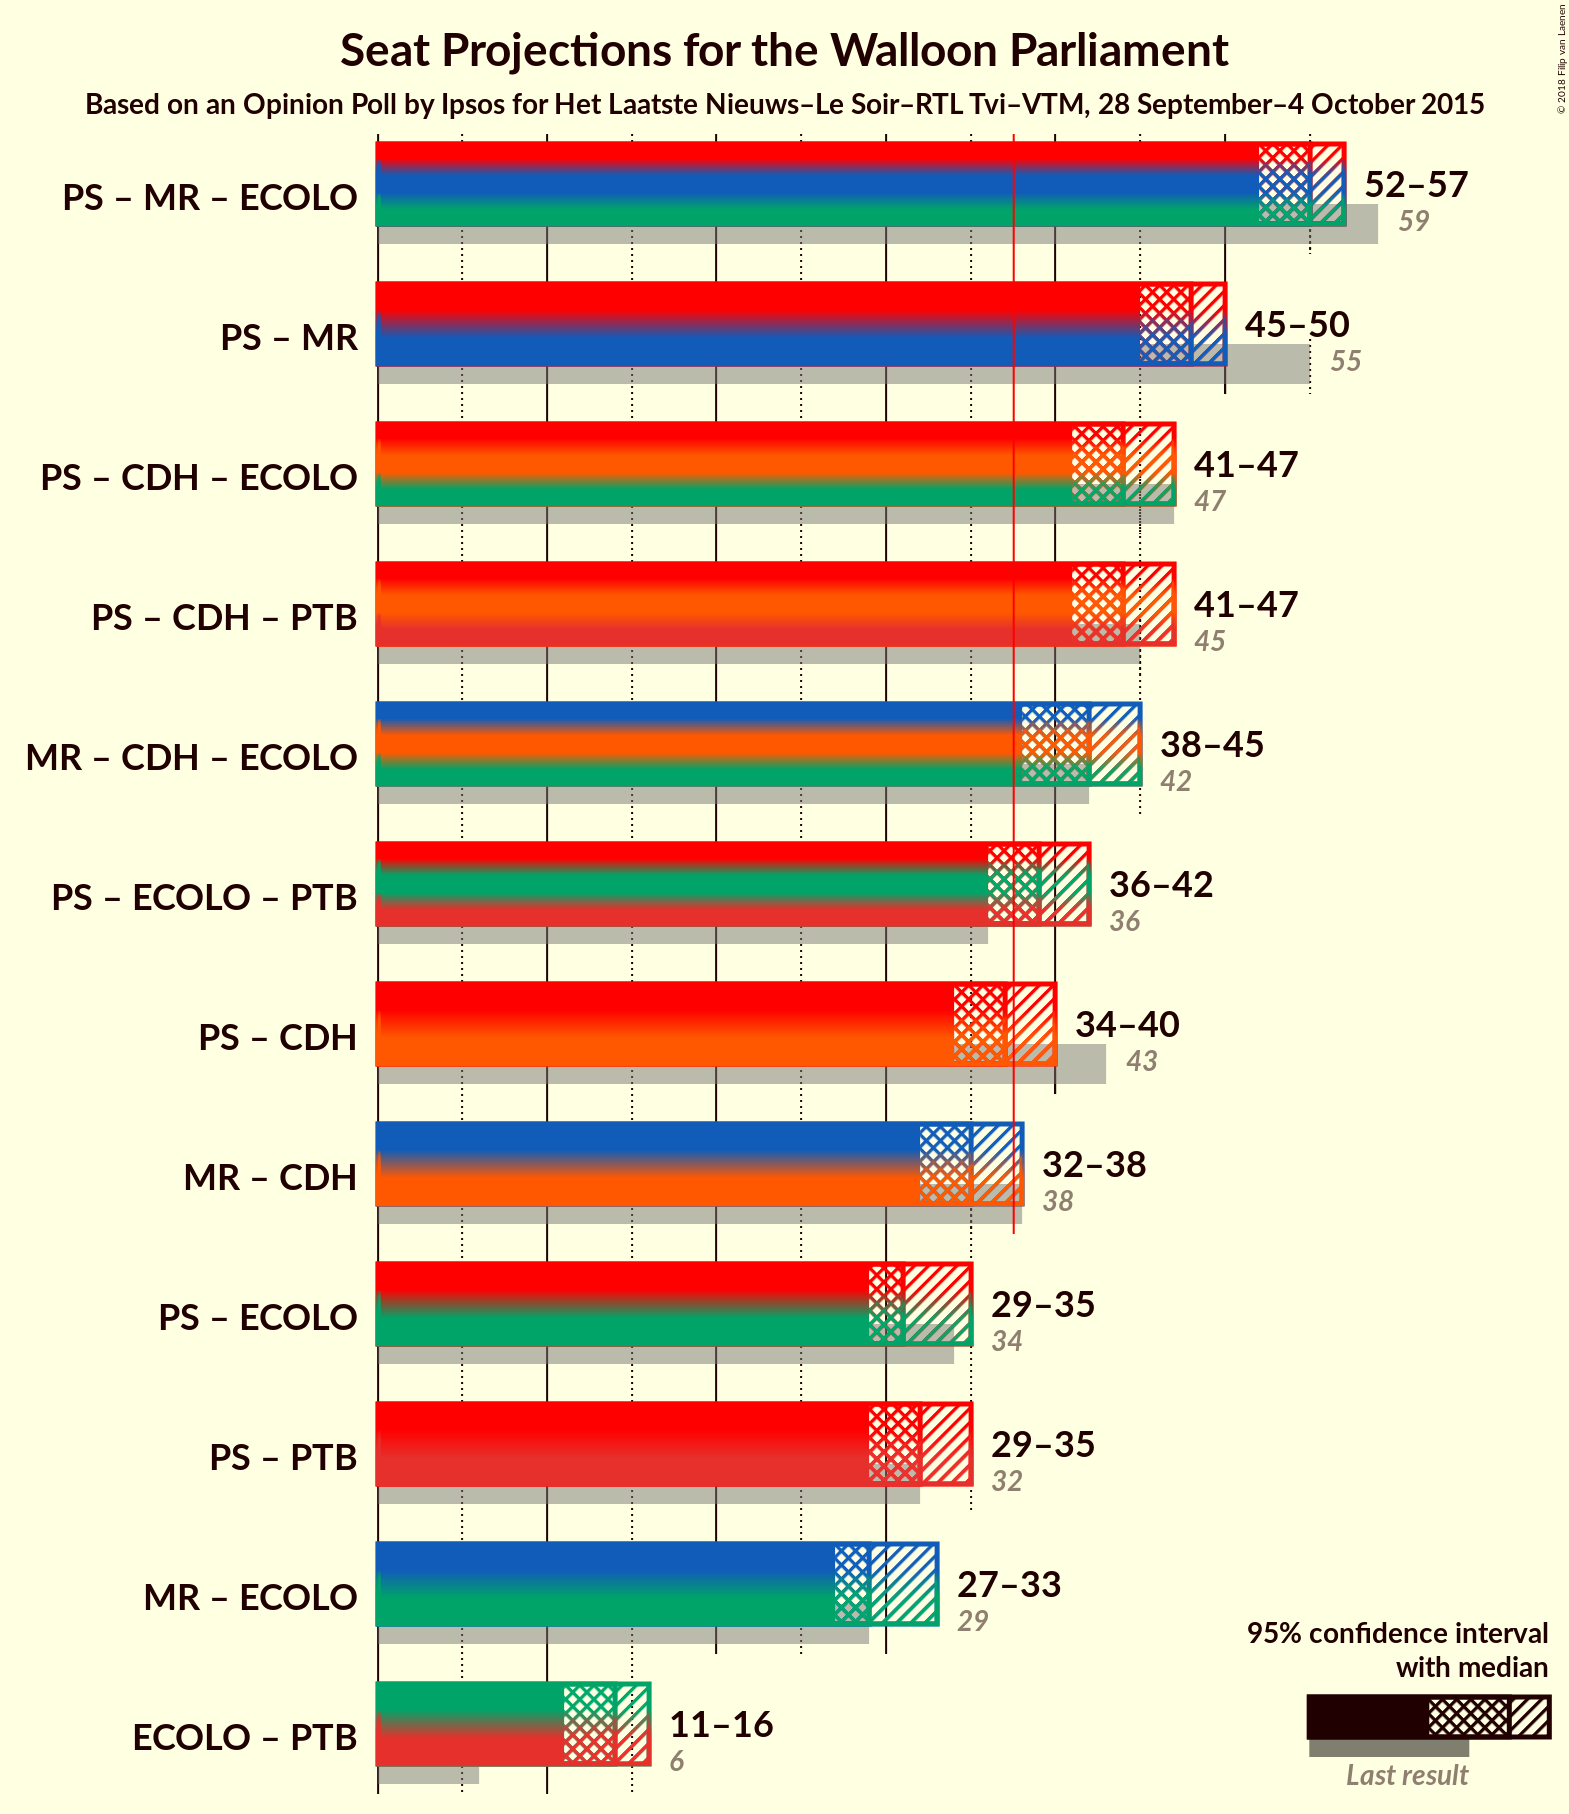 Seat Projections for the Walloon Parliament
Based on an Opinion Poll by Ipsos for Het Laatste Nieuws–Le Soir–RTL Tvi–VTM, 28 September–4 October 2015
© 2018 Filip van Laenen
PS – MR – ECOLO
52–57
59
PS – MR
45–50
55
PS – CDH – ECOLO
41–47
47
PS – CDH – PTB
41–47
45
MR – CDH – ECOLO
38–45
42
PS – ECOLO – PTB
36–42
36
PS – CDH
34–40
43
MR – CDH
32–38
38
PS – ECOLO
29–35
34
PS – PTB
29–35
32
MR – ECOLO
27–33
29
ECOLO – PTB
11–16
6
95% confidence interval
with median
Last result